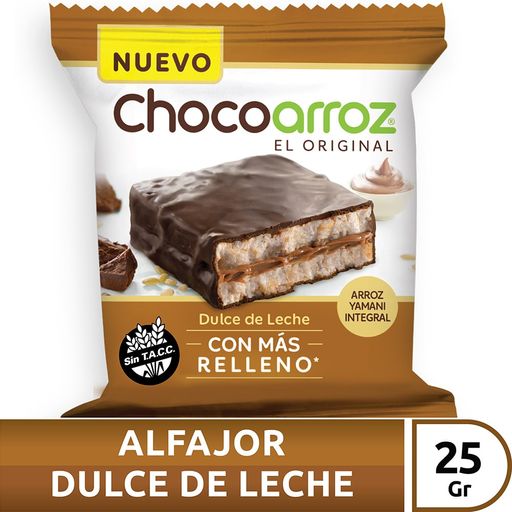 NUEVO
Chocoarroz®
EL ORIGINAL
ARROZ
YAMANI
INTEGRAL
Dulce de Leche
CON MÁS
RELLENO*
Sin T.A.C.C.
ALFAJOR
DULCE DE LECHE
25
Gr